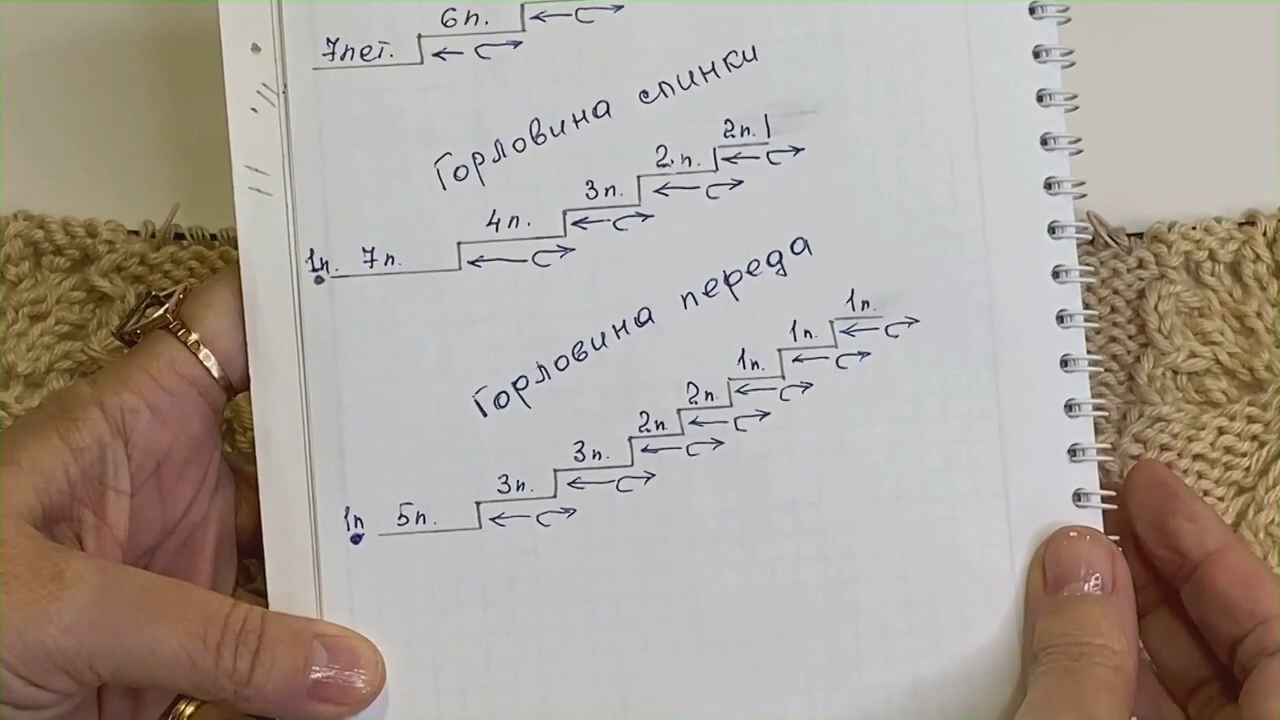 7пет. 6п.
Горловина спинки
1п. 7п. 4п. 3п. 2.п. 2п.
Горловина переда
1п 5п. 3п. 3п. 2п 2п. 1п. 1п. 1п.